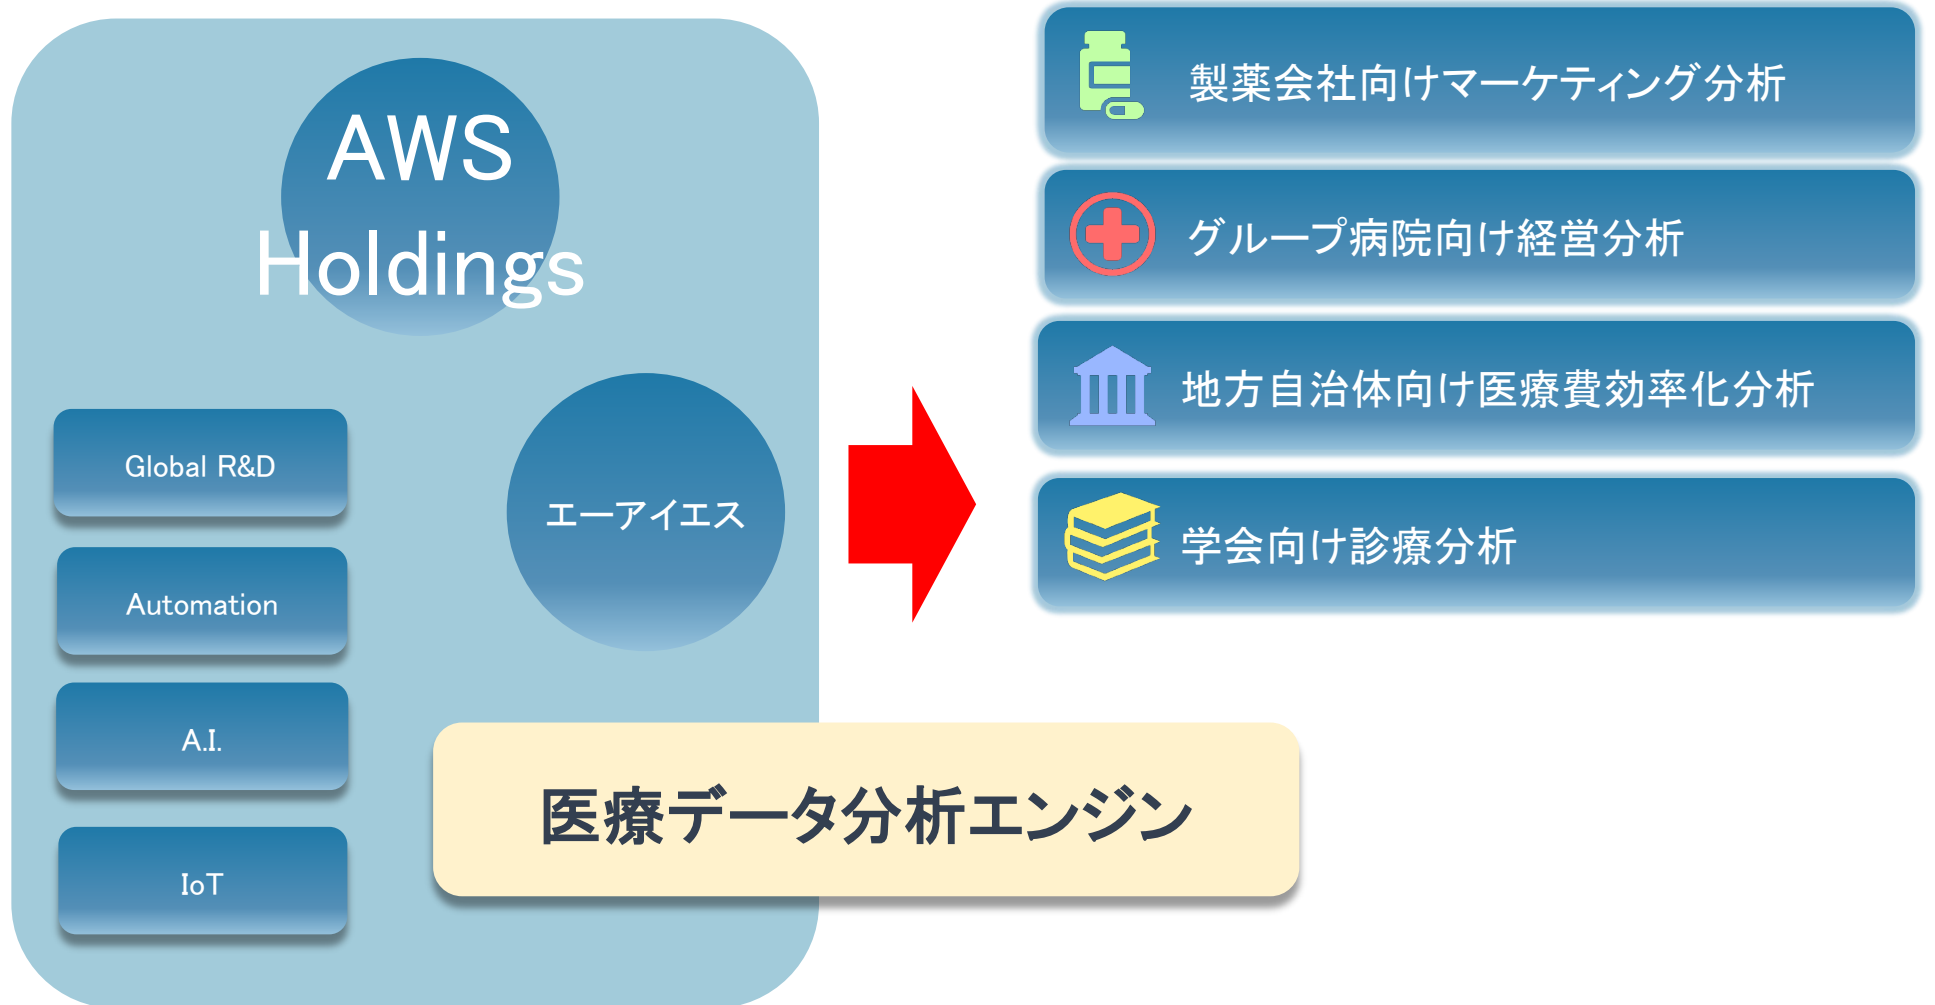 AWS
Holdings
Global R&D
Automation
A.I.
IoT
エーアイエス
医療データ分析エンジン
製薬会社向けマーケティング分析
グループ病院向け経営分析
地方自治体向け医療費効率化分析
学会向け診療分析